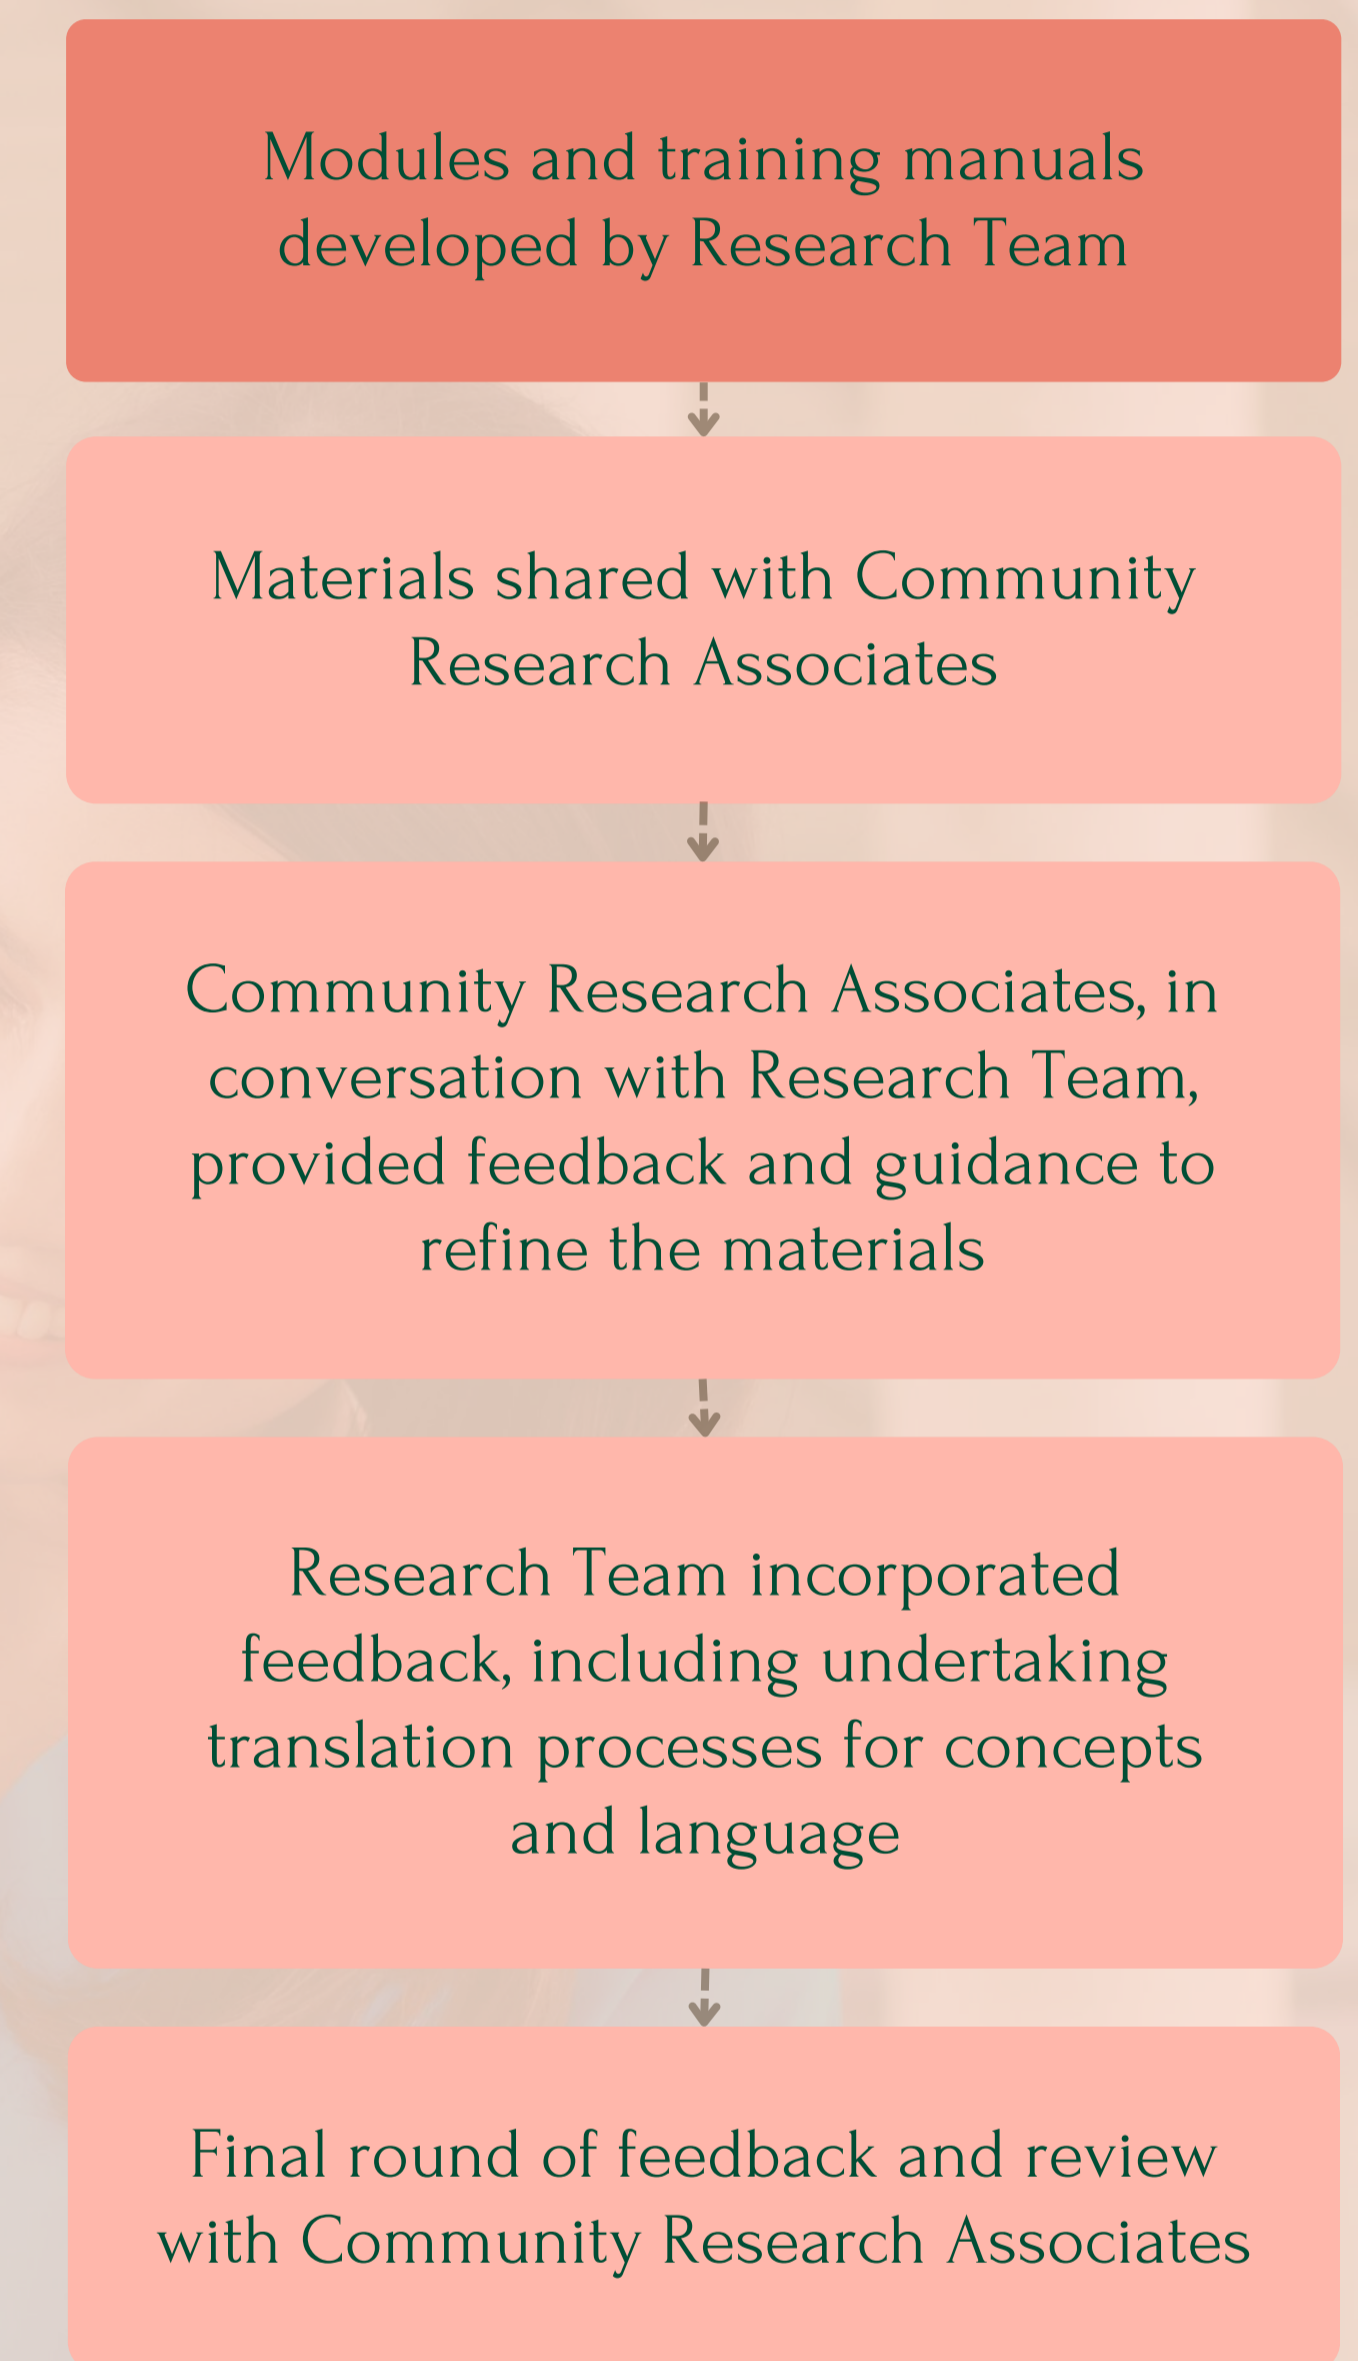 Modules and training manuals
developed by Research Team
Materials shared with Community
Research Associates
Community Research Associates, in
conversation with Research Team,
provided feedback and guidance to
refine the materials
Research Team incorporated
feedback, including undertaking
translation processes for concepts
and language
Final round of feedback and review
with Community Research Associates